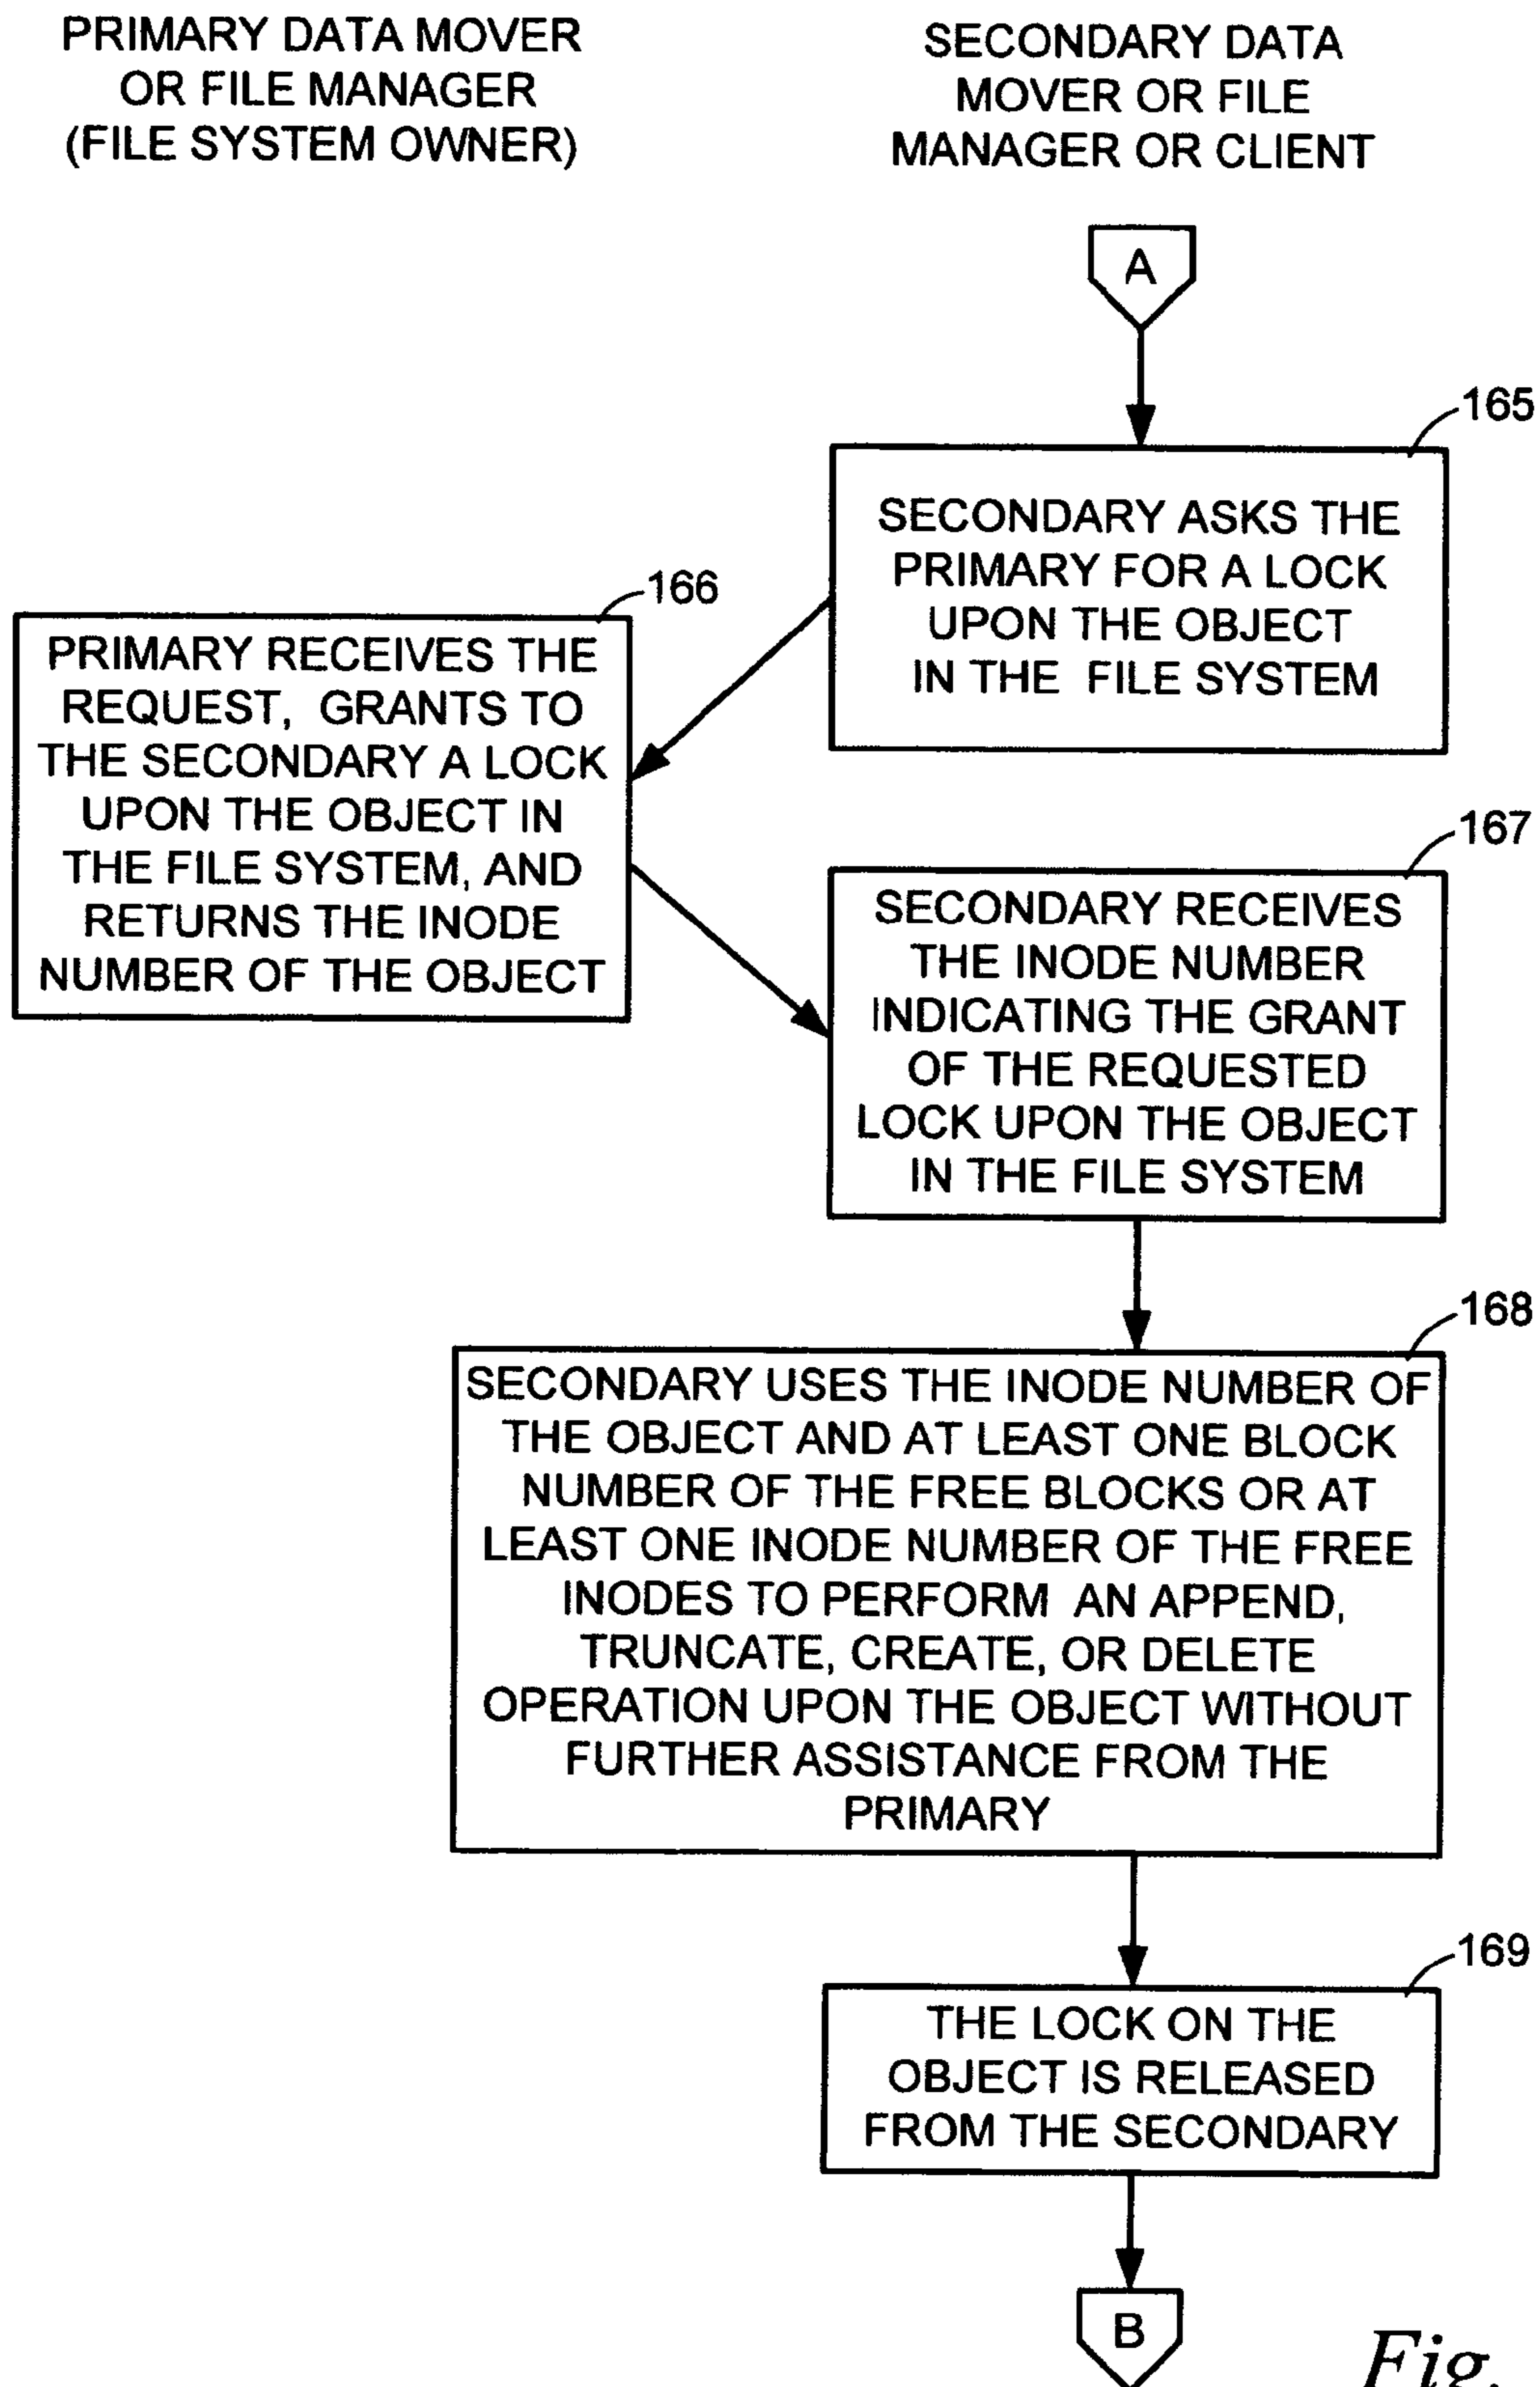 PRIMARY DATA MOVER
OR FILE MANAGER
(FILE SYSTEM OWNER)
SECONDARY DATA
MOVER OR FILE
MANAGER OR CLIENT
A
165
SECONDARY ASKS THE
PRIMARY FOR A LOCK
UPON THE OBJECT
IN THE FILE SYSTEM
166
PRIMARY RECEIVES THE
REQUEST, GRANTS TO
THE SECONDARY A LOCK
UPON THE OBJECT IN
THE FILE SYSTEM, AND
RETURNS THE INODE
NUMBER OF THE OBJECT
167
SECONDARY RECEIVES
THE INODE NUMBER
INDICATING THE GRANT
OF THE REQUESTED
LOCK UPON THE OBJECT
IN THE FILE SYSTEM
168
SECONDARY USES THE INODE NUMBER OF
THE OBJECT AND AT LEAST ONE BLOCK
NUMBER OF THE FREE BLOCKS OR AT
LEAST ONE INODE NUMBER OF THE FREE
INODES TO PERFORM AN APPEND,
TRUNCATE, CREATE, OR DELETE
OPERATION UPON THE OBJECT WITHOUT
FURTHER ASSISTANCE FROM THE
PRIMARY
169
THE LOCK ON THE
OBJECT IS RELEASED
FROM THE SECONDARY
B
Fig.